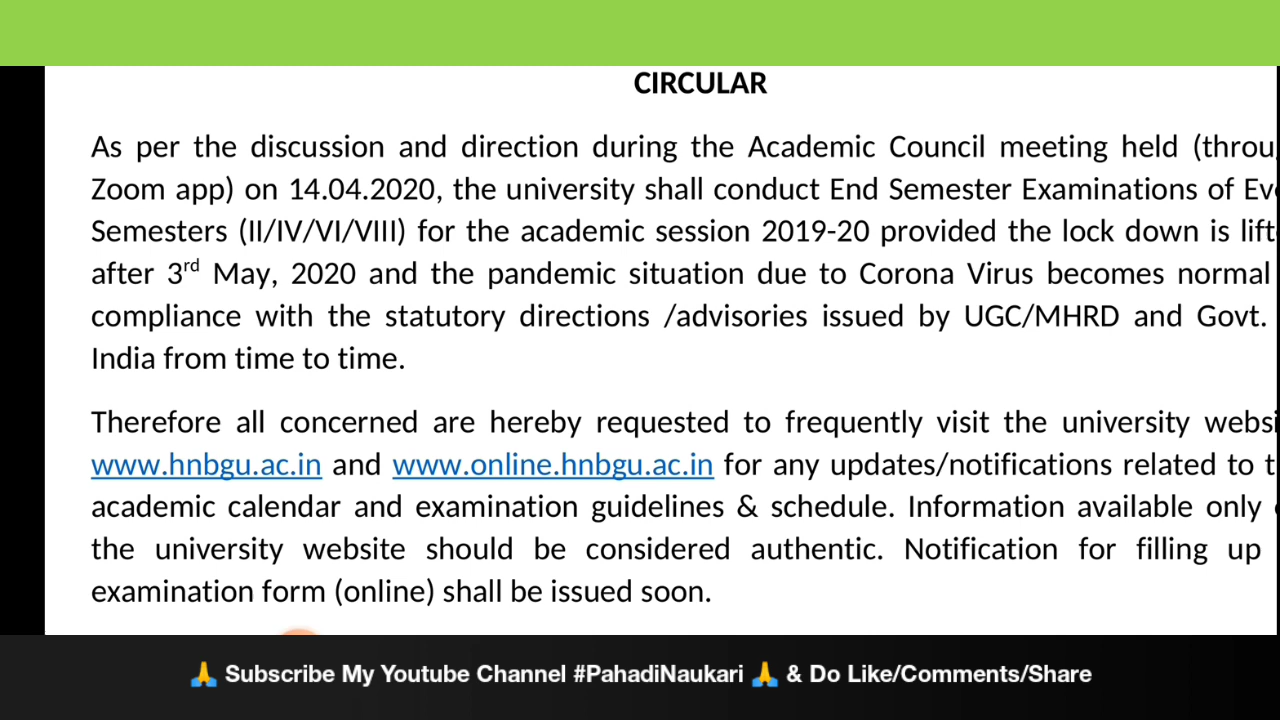 CIRCULAR
As per the discussion and direction during the Academic Council meeting held (throu
Zoom app) on 14.04.2020, the university shall conduct End Semester Examinations of Ev
Semesters (II/IV/VI/VIII) for the academic session 2019-20 provided the lock down is lift
after 3rd May, 2020 and the pandemic situation due to Corona Virus becomes normal
compliance with the statutory directions /advisories issued by UGC/MHRD and Govt.
India from time to time.
Therefore all concerned are hereby requested to frequently visit the university websi
www.hnbgu.ac.in and www.online.hnbgu.ac.in for any updates/notifications related to t
academic calendar and examination guidelines & schedule. Information available only
the university website should be considered authentic. Notification for filling up
examination form (online) shall be issued soon.
🙏 Subscribe My Youtube Channel #PahadiNaukari 🙏 & Do Like/Comments/Share